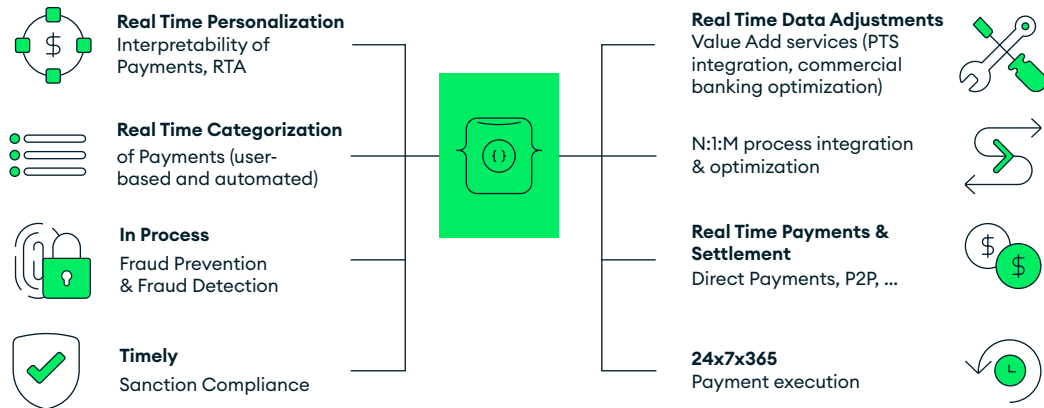 Real Time Personalization
Interpretability of
Payments, RTA
Real Time Categorization
of Payments (user-
based and automated)
In Process
Fraud Prevention
& Fraud Detection
Timely
Sanction Compliance
{ }
Real Time Data Adjustments
Value Add services (PTS
integration, commercial
banking optimization)
N:1:M process integration
& optimization
Real Time Payments &
Settlement
Direct Payments, P2P, ...
24x7x365
Payment execution